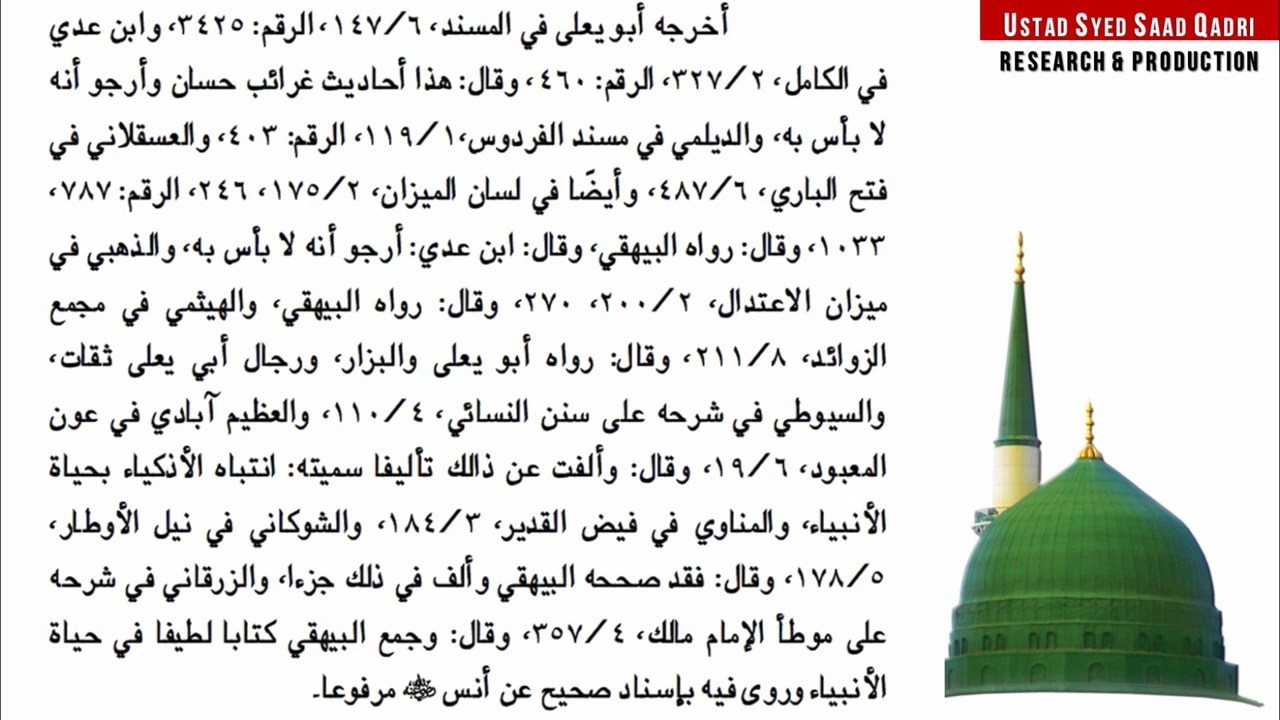 أخرجه أبو يعلى في المسند، ٦/١٤٧، الرقم: ٣٤٢٥، وابن عدي
في الكامل، ٢/٣٢٧، الرقم: ٤٦٠، وقال: هذا أحاديث غرائب حسان وأرجو أنه
لا بأس به، والديلمي في مسند الفردوس، ١/١١٩، الرقم: ٤٠٣، والعسقلاني في
فتح الباري، ٦/٤٨٧، وأيضًا في لسان الميزان، ٢/١٧٥، ٢٤٦، الرقم: ٧٨٧،
١٠٣٣، وقال: رواه البيهقي، وقال: ابن عدي: أرجو أنه لا بأس به، والذهبي في
ميزان الاعتدال، ٢/٢٠٠، ٢٧٠، وقال: رواه البيهقي، والهيثمي في مجمع
الزوائد، ٨/٢١١، وقال: رواه أبو يعلى والبزار، ورجال أبي يعلى ثقات،
والسيوطي في شرحه على سنن النسائي، ٤/١١٠، والعظيم آبادي في عون
المعبود، ٦/١٩، وقال: وألفت عن ذالك تأليفا سميته: انتباه الأذكياء بحياة
الأنبياء، والمناوي في فيض القدير، ٣/١٨٤، والشوكاني في نيل الأوطار،
٥/١٧٨، وقال: فقد صححه البيهقي وألف في ذلك جزءا، والزرقاني في شرحه
على موطأ الإمام مالك، ٤/٣٥٧، وقال: وجمع البيهقي كتابا لطيفا في حياة
الأنبياء وروى فيه بإسناد صحيح عن أنس ﷺ مرفوعا.
USTAD SYED SAAD QADRI
RESEARCH & PRODUCTION